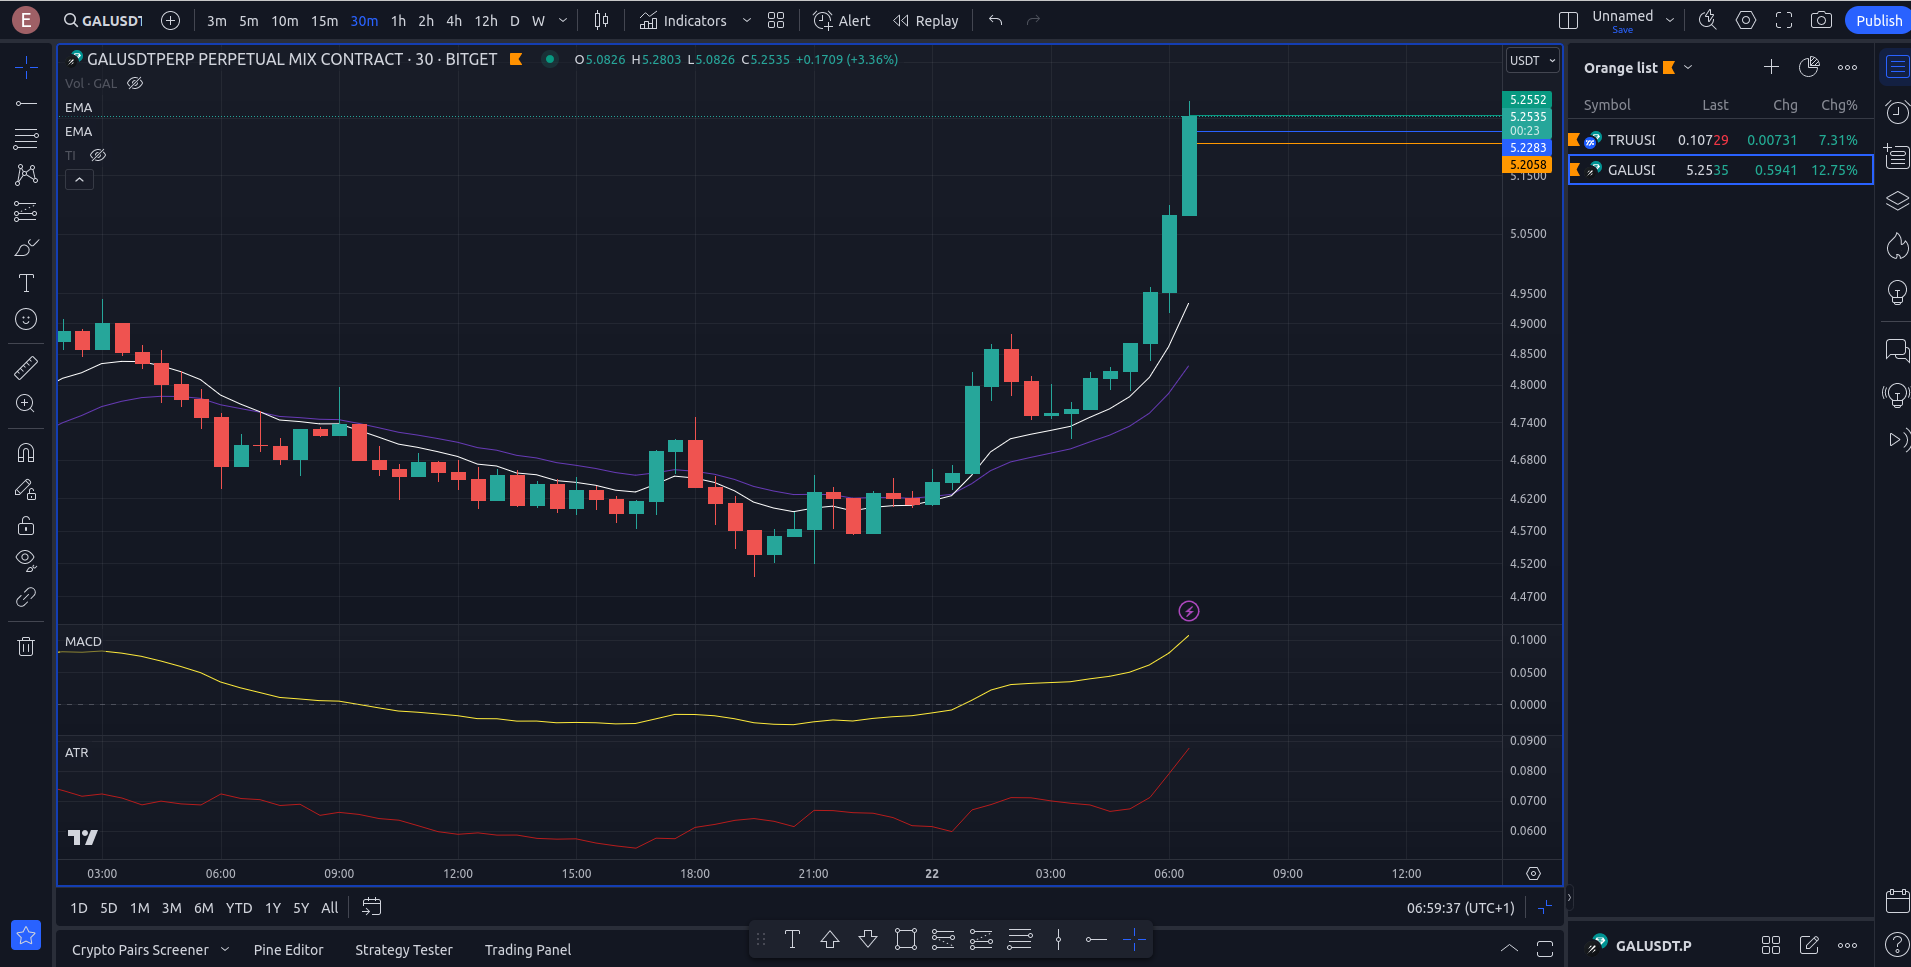 E
GALUSDT
3m 5m 10m 15m 30m 1h 2h 4h 12h D W
Indicators
Alert
Replay
Unnamed
Save
Publish
GALUSDTPERP PERPETUAL MIX CONTRACT · 30 · BITGET
O5.0826 H5.2803 L5.0826 C5.2535 +0.1709 (+3.36%)
Vol · GAL
EMA
EMA
TI
USDT
5.2552
5.2535
00:23
5.2283
5.2058
5.1500
5.0500
4.9500
4.9000
4.8500
4.8000
4.7400
4.6800
4.6200
4.5700
4.5200
4.4700
MACD
0.1000
0.0500
0.0000
ATR
0.0900
0.0800
0.0700
0.0600
03:00 06:00 09:00 12:00 15:00 18:00 21:00 22 03:00 06:00 09:00 12:00
1D 5D 1M 3M 6M YTD 1Y 5Y All
06:59:37 (UTC+1)
Crypto Pairs Screener Pine Editor Strategy Tester Trading Panel
Orange list
Symbol Last Chg Chg%
TRUUSI 0.10729 0.00731 7.31%
GALUSI 5.2535 0.5941 12.75%
GALUSDT.P